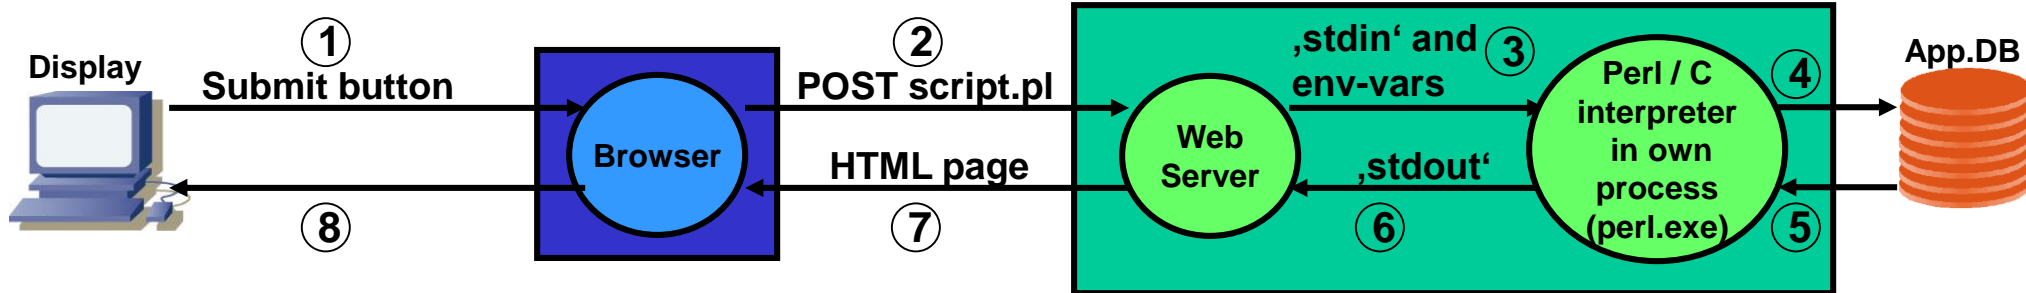 Display
1
Submit button
8
Browser
2
POST script.pl
HTML page
7
Web
Server
‚stdin‘ and
env-vars
3
‚stdout‘
6
Perl / C
interpreter
in own
process
(perl.exe)
4
5
App.DB